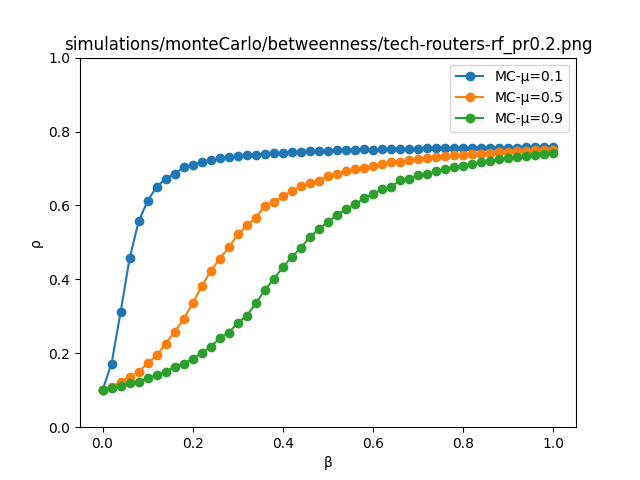 simulations/monteCarlo/betweenness/tech-routers-rf_pr0.2.png
MC-μ=0.1
MC-μ=0.5
MC-μ=0.9
1.0
0.8
0.6
0.4
0.2
0.0
ρ
0.0 0.2 0.4 0.6 0.8 1.0
β